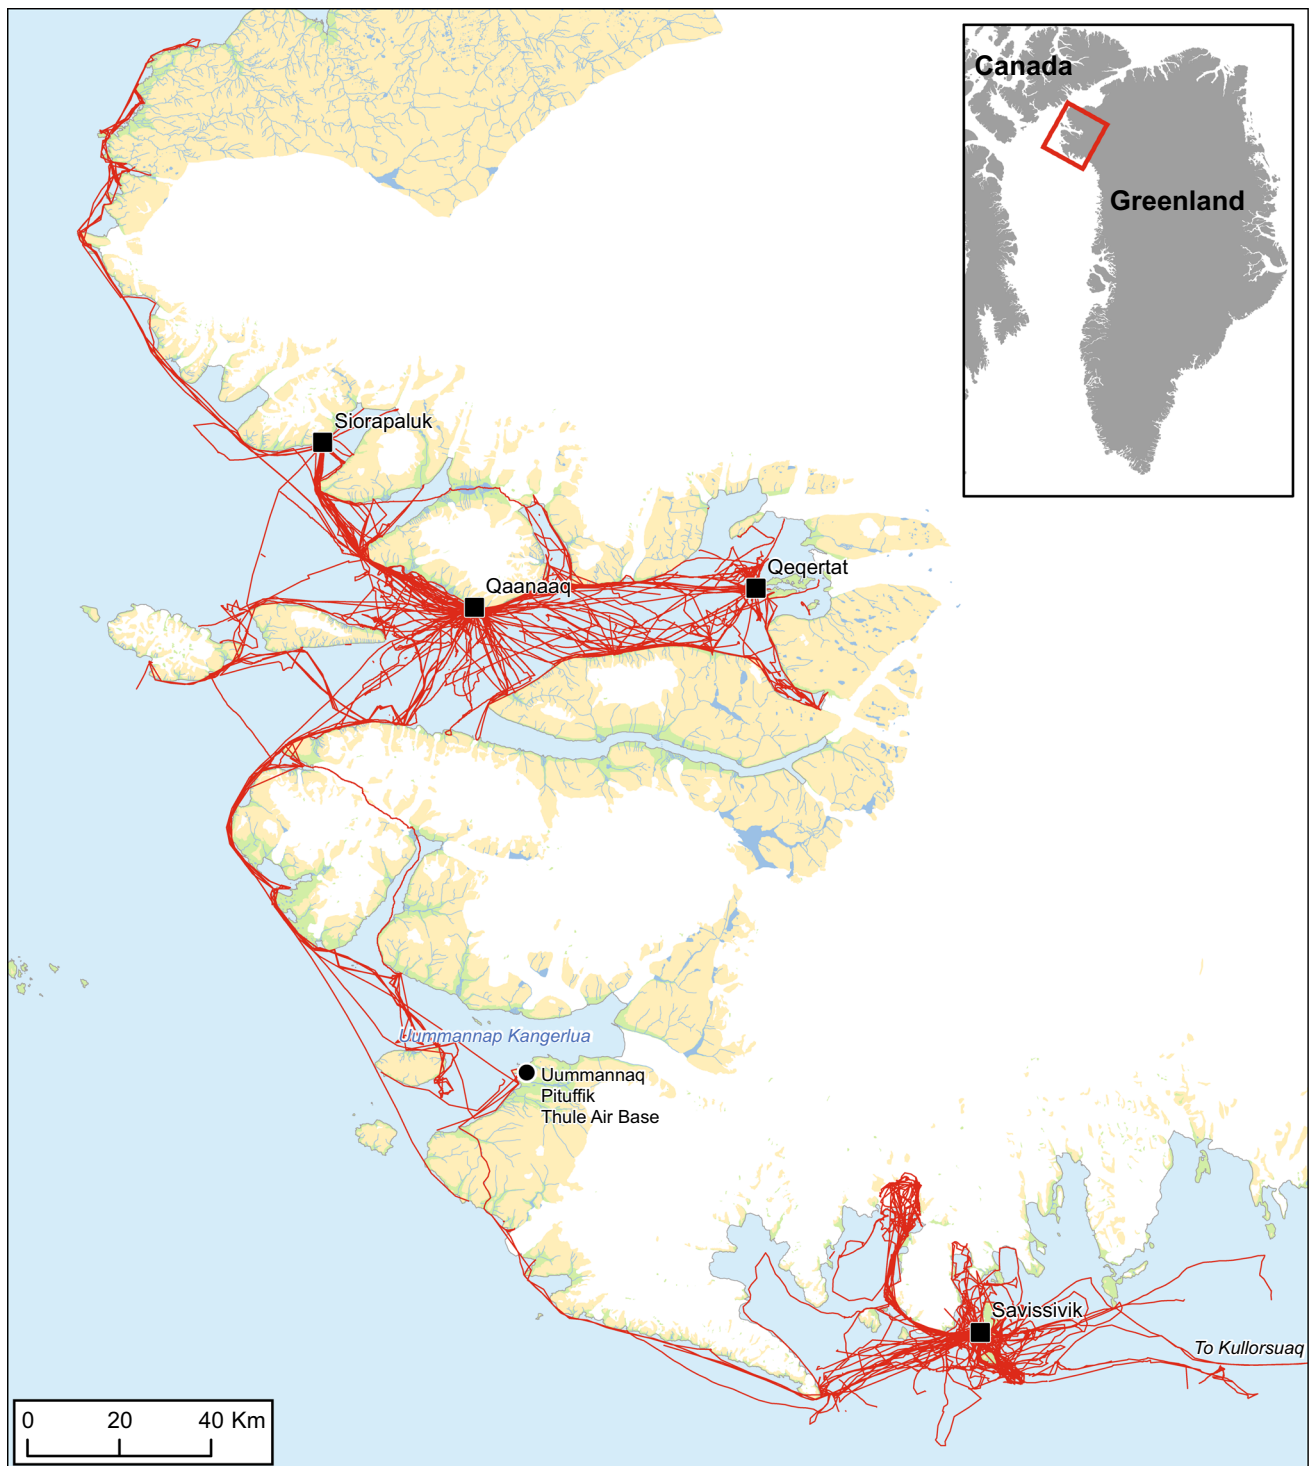 Canada
Greenland
Siorapaluk
Qaanaaq
Qeqertat
Uummannap Kangerlua
Uummannaq
Pituffik
Thule Air Base
Savissivik
To Kullorsuaq
0 20 40 Km